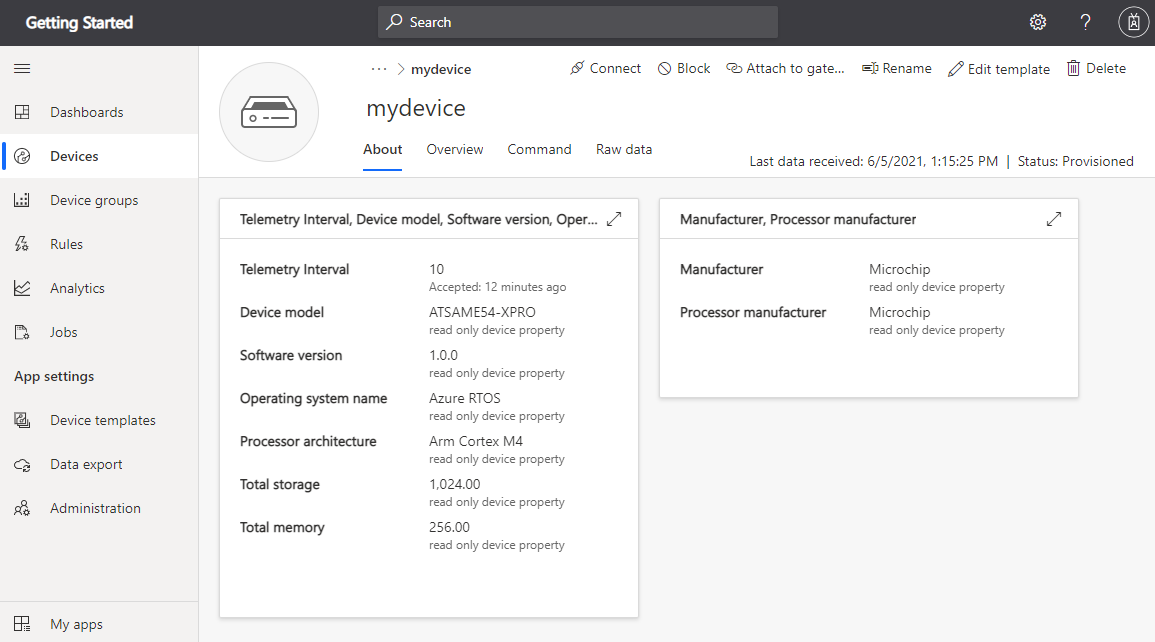 Getting Started
Search
Dashboards
Devices
Device groups
Rules
Analytics
Jobs
App settings
Device templates
Data export
Administration
My apps
··· > mydevice
Connect
Block
Attach to gate...
Rename
Edit template
Delete
mydevice
About
Overview
Command
Raw data
Last data received: 6/5/2021, 1:15:25 PM | Status: Provisioned
Telemetry Interval, Device model, Software version, Oper...
Telemetry Interval
10
Accepted: 12 minutes ago
Device model
ATSAME54-XPRO
read only device property
Software version
1.0.0
read only device property
Operating system name
Azure RTOS
read only device property
Processor architecture
Arm Cortex M4
read only device property
Total storage
1,024.00
read only device property
Total memory
256.00
read only device property
Manufacturer, Processor manufacturer
Manufacturer
Microchip
read only device property
Processor manufacturer
Microchip
read only device property